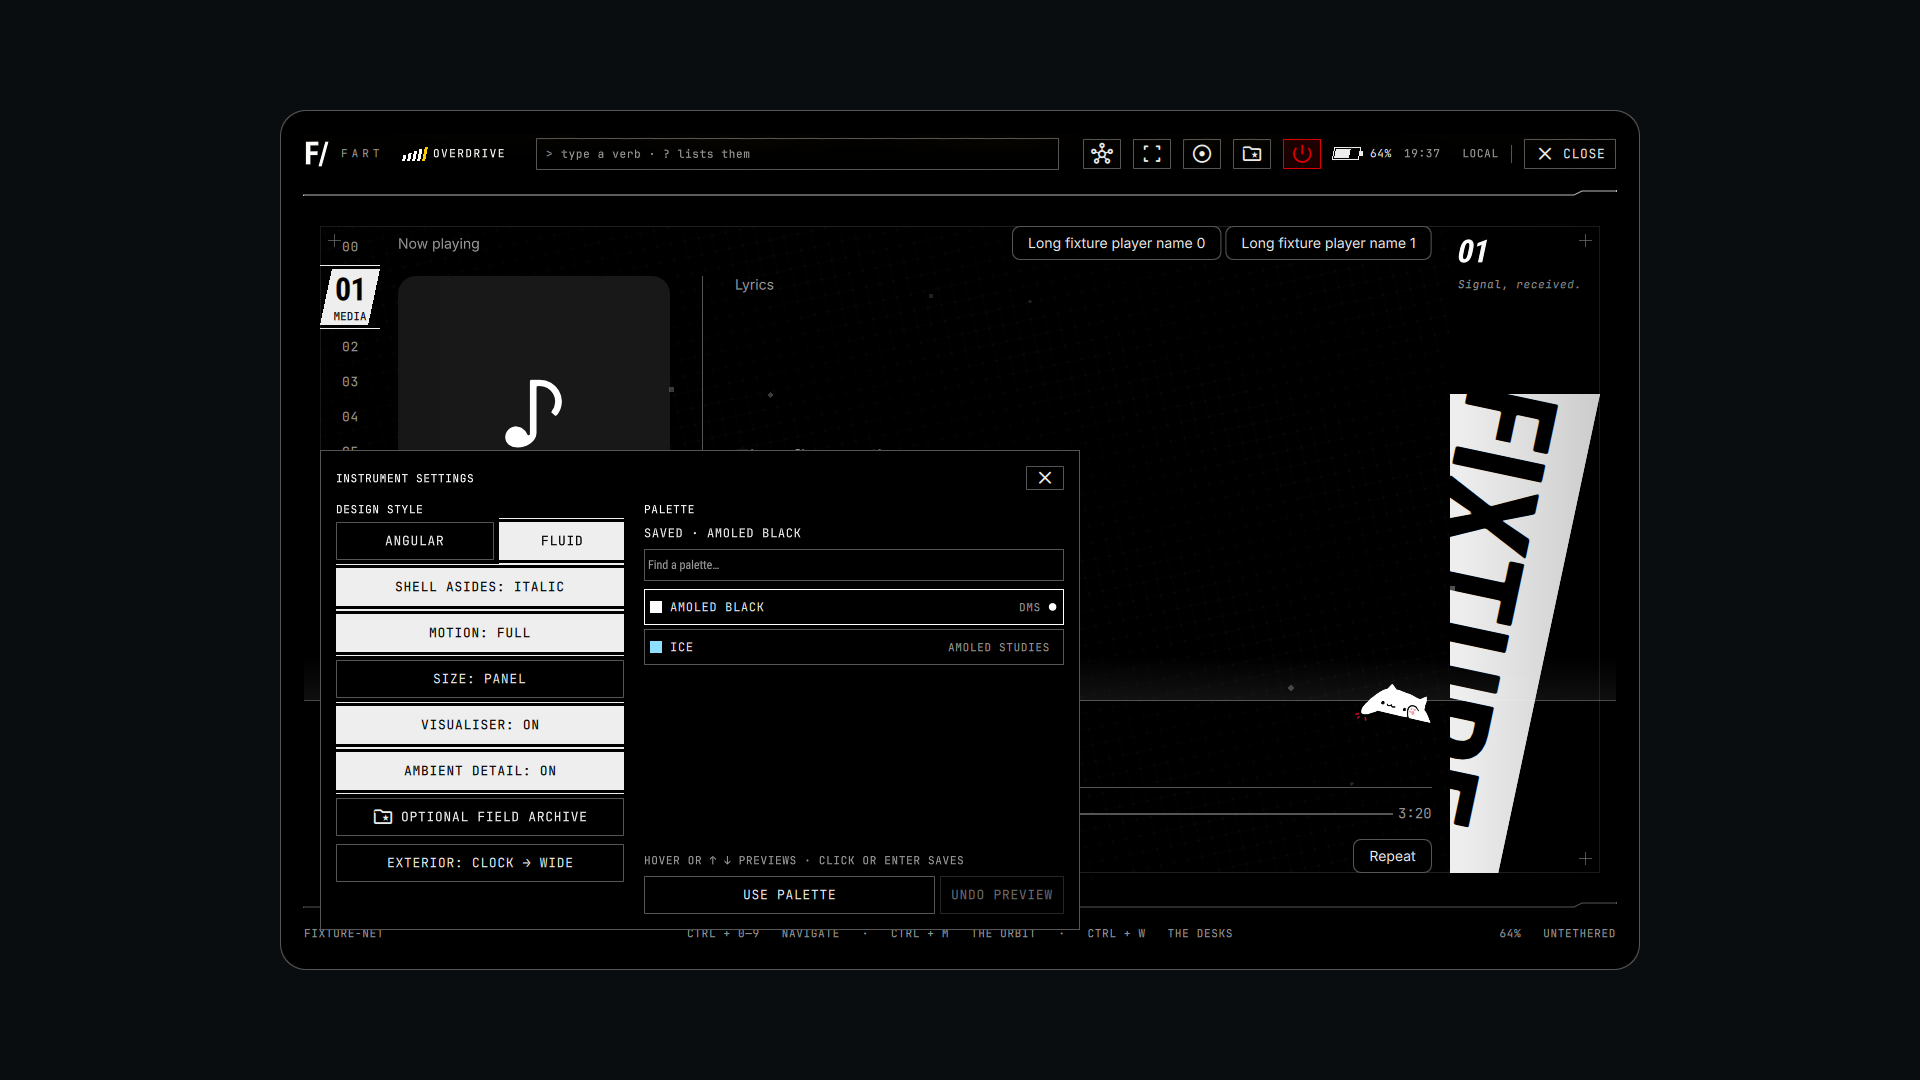 F/ FART OVERDRIVE > type a verb · ? lists them 64% 19:37 LOCAL CLOSE
00 Now playing Long fixture player name 0 Long fixture player name 1 01
Lyrics Signal, received.
01
MEDIA
02
03
04
FIXTURE
INSTRUMENT SETTINGS
DESIGN STYLE
ANGULAR FLUID
SHELL ASIDES: ITALIC
MOTION: FULL
SIZE: PANEL
VISUALISER: ON
AMBIENT DETAIL: ON
OPTIONAL FIELD ARCHIVE
EXTERIOR: CLOCK → WIDE
PALETTE
SAVED · AMOLED BLACK
Find a palette…
AMOLED BLACK DMS
ICE AMOLED STUDIES
HOVER OR ↑ ↓ PREVIEWS · CLICK OR ENTER SAVES
USE PALETTE UNDO PREVIEW
3:20
Repeat
FIXTURE-NET CTRL + 0–9 NAVIGATE · CTRL + M THE ORBIT · CTRL + W THE DESKS 64% UNTETHERED